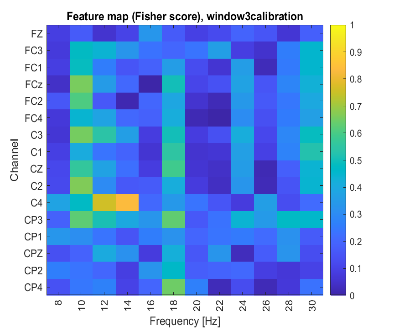 Feature map (Fisher score), window3calibration
Channel
FZ
FC3
FC1
FCz
FC2
FC4
C3
C1
CZ
C2
C4
CP3
CP1
CPZ
CP2
CP4
8 10 12 14 16 18 20 22 24 26 28 30
Frequency [Hz]
1
0.9
0.8
0.7
0.6
0.5
0.4
0.3
0.2
0.1
0